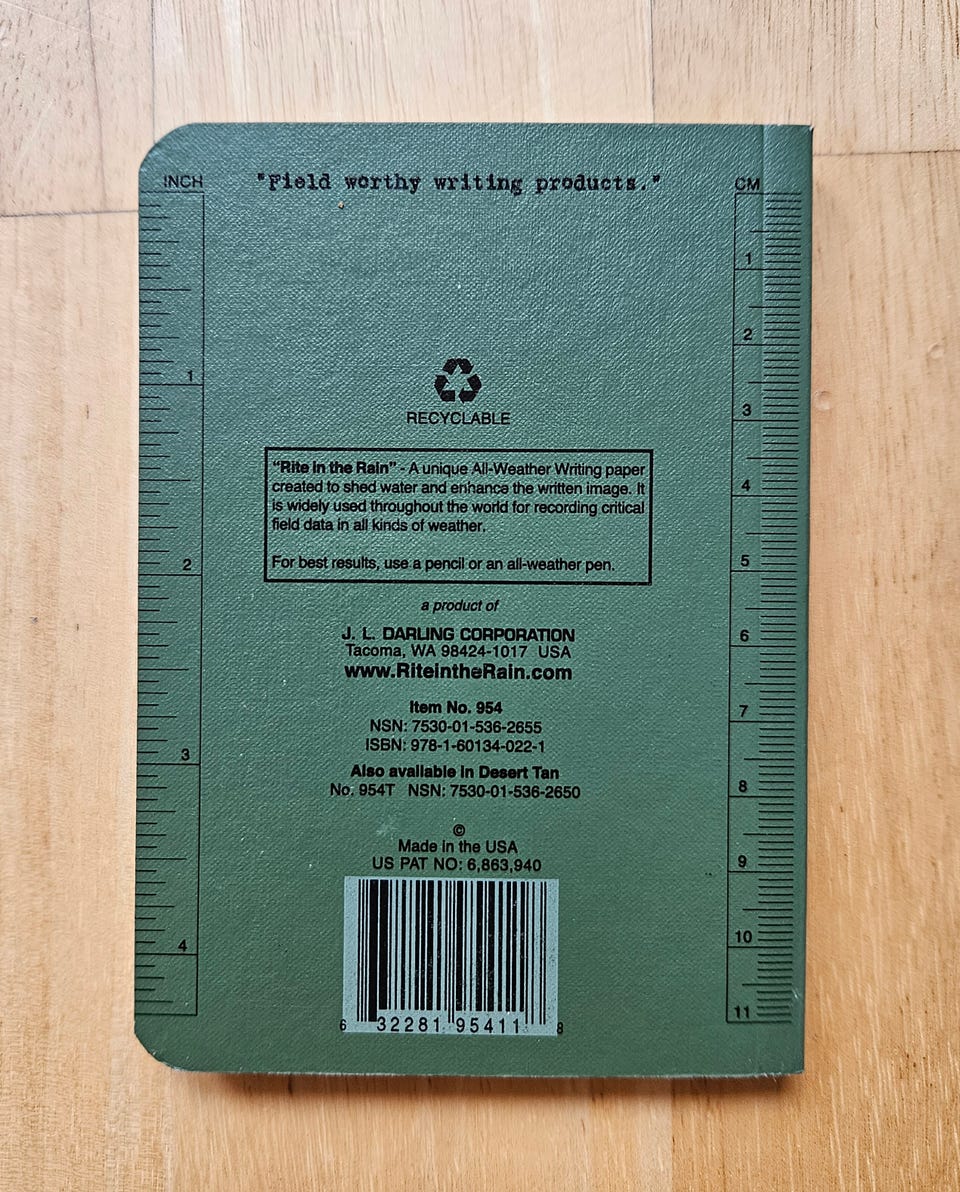 INCH "Field worthy writing products." CM
1
2
3
4
1
2
3
4
5
6
7
8
9
10
11
RECYCLABLE
“Rite in the Rain” - A unique All-Weather Writing paper
created to shed water and enhance the written image. It
is widely used throughout the world for recording critical
field data in all kinds of weather.
For best results, use a pencil or an all-weather pen.
a product of
J. L. DARLING CORPORATION
Tacoma, WA 98424-1017 USA
www.RiteintheRain.com
Item No. 954
NSN: 7530-01-536-2655
ISBN: 978-1-60134-022-1
Also available in Desert Tan
No. 954T NSN: 7530-01-536-2650
©
Made in the USA
US PAT NO: 6,863,940
6 32281 95411 8